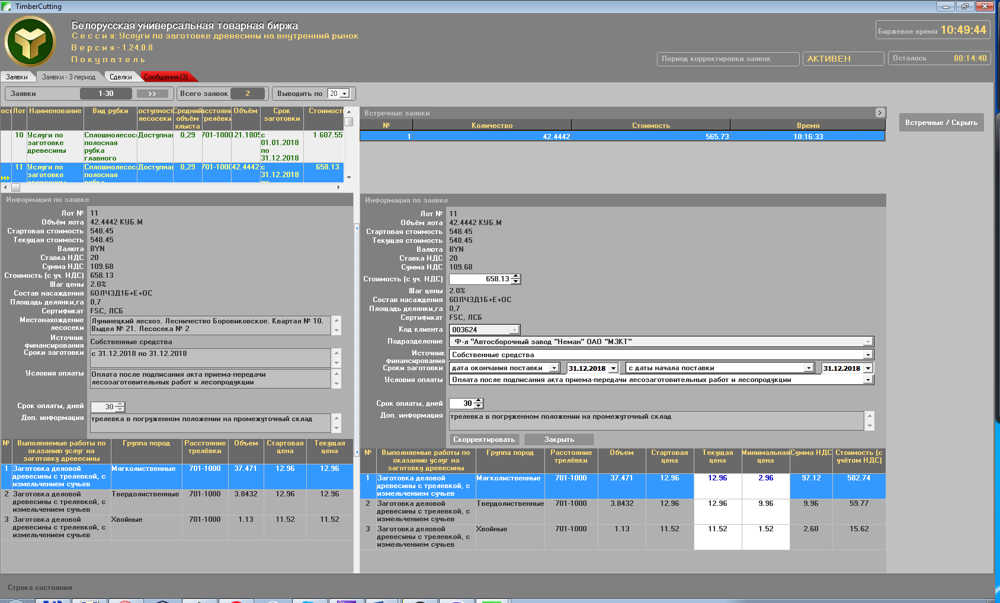 TimberCutting
Белорусская универсальная товарная биржа
Сессия: Услуги по заготовке древесины на внутренний рынок
Версия - 1.24.0.0
Покупатель
Биржевое время 10:49:44
Период корректировки заявок АКТИВЕН Осталось 00:14:40
Заявки Заявки - 3 период Сделки Сообщения (3)
Заявки 1-30 >> Всего заявок 2 Выводить по 20
Лот Наименование Вид рубки Средний Объём Срок Стоимост
лесосеки объём трелёвки заготовки
хлыста
10 Услуги по Сплошнолесос Доступная 0,29 701-1000 121.1805 с 1 607.55
заготовке полосная 01.01.2018
древесины рубка по
главного 31.12.2018
11 Услуги по Сплошнолесос Доступная 0,29 701-1000 42.4442 с 658.13
заготовке полосная 31.12.2018
Встречные заявки
№ Количество Стоимость Время
1 42.4442 565.73 10:16:33
Встречные / Скрыть
Информация по заявке
Лот № 11
Объём лота 42.4442 КУБ.М
Стартовая стоимость 548.45
Текущая стоимость 548.45
Валюта BYN
Ставка НДС 20
Сумма НДС 109.68
Стоимость (с уч. НДС) 658.13
Шаг цены 2.0%
Состав насаждения 6ОЛЧ3Д1Б+Е+ОС
Площадь делянки,га 0,7
Сертификат FSC, ЛСБ
Местонахождение Лунинецкий лесхоз. Лесничество Боровиковское. Квартал № 10.
лесосеки Выдел № 21. Лесосека № 2
Источник
финансирования Собственные средства
Сроки заготовки с 31.12.2018 по 31.12.2018
Условия оплаты Оплата после подписания акта приема-передачи
лесозаготовительных работ и лесопродукции
Срок оплаты, дней 30
Доп. информация трелевка в погруженном положении на промежуточный склад
№ Выполняемые работы по Группа пород Расстояние Объем Стартовая Текущая
оказанию услуг на трелёвки цена цена
заготовку древесины
1 Заготовка деловой Мягколиственные 701-1000 37.471 12.96 12.96
древесины с трелевкой, с
измельчением сучьев
2 Заготовка деловой Твердолиственные 701-1000 3.8432 12.96 12.96
древесины с трелевкой, с
измельчением сучьев
3 Заготовка деловой Хвойные 701-1000 1.13 11.52 11.52
древесины с трелевкой, с
измельчением сучьев
Информация по заявке
Лот № 11
Объём лота 42.4442 КУБ.М
Стартовая стоимость 548.45
Текущая стоимость 548.45
Валюта BYN
Ставка НДС 20
Сумма НДС 109.68
Стоимость (с уч. НДС) 658.13
Шаг цены 2.0%
Состав насаждения 6ОЛЧ3Д1Б+Е+ОС
Площадь делянки,га 0,7
Сертификат FSC, ЛСБ
Код клиента 003624
Подразделение Ф-л "Автосборочный завод "Неман" ОАО "МЗКТ"
Источник Собственные средства
финансирования
Сроки заготовки дата окончания поставки 31.12.2018 с даты начала поставки 31.12.2018
Условия оплаты Оплата после подписания акта приема-передачи лесозаготовительных работ и лесопродукции
Срок оплаты, дней 30
Доп. информация трелевка в погруженном положении на промежуточный склад
Скорректировать Закрыть
№ Выполняемые работы по Группа пород Расстояние Объем Стартовая Текущая Минимальная Сумма НДС Стоимость (с
оказанию услуг на трелёвки цена цена цена учётом НДС)
заготовку древесины
1 Заготовка деловой Мягколиственные 701-1000 37.471 12.96 12.96 2.96 97.12 582.74
древесины с трелевкой, с
измельчением сучьев
2 Заготовка деловой Твердолиственные 701-1000 3.8432 12.96 12.96 9.96 9.96 59.77
древесины с трелевкой, с
измельчением сучьев
3 Заготовка деловой Хвойные 701-1000 1.13 11.52 11.52 1.52 2.60 15.62
древесины с трелевкой, с
измельчением сучьев
Строка состояния